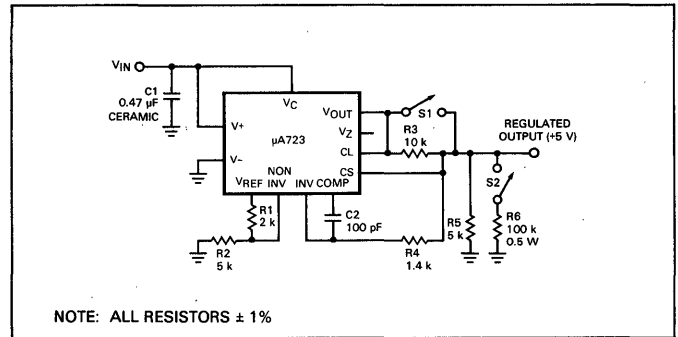 VIN
C1
0.47 µF
CERAMIC
VC
V+
V−
µA723
VOUT
VZ
CL
CS
NON
VREF INV INV COMP
S1
R3
10 k
REGULATED
OUTPUT (+5 V)
S2
R1
2 k
C2
100 pF
R2
5 k
R4
1.4 k
R5
5 k
R6
100 k
0.5 W
NOTE: ALL RESISTORS ± 1%